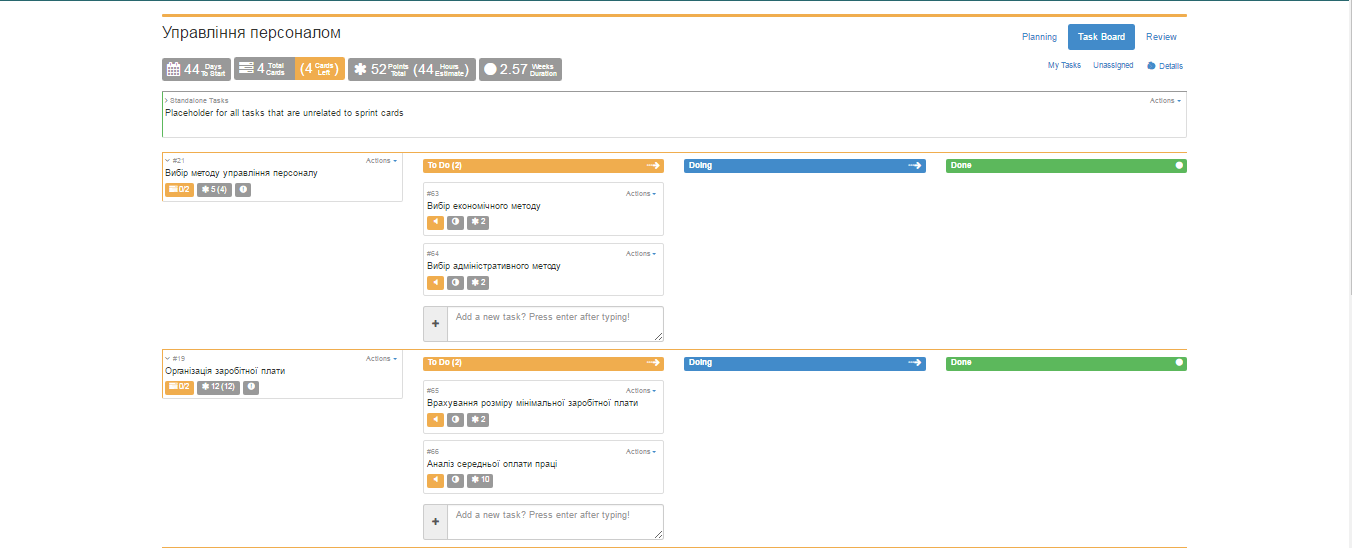 Управління персоналом
Planning Task Board Review
44 Days To Start 4 Total Cards (4 Cards Left) 52 Points Total (44 Hours Estimate) 2.57 Weeks Duration
My Tasks Unassigned Details
Standalone Tasks Actions
Placeholder for all tasks that are unrelated to sprint cards
#21 Actions
Вибір методу управління персоналу
0/2 5 (4)
To Do (2) Doing Done
#63 Actions
Вибір економічного методу
2
#64 Actions
Вибір адміністративного методу
2
Add a new task? Press enter after typing!
#19 Actions
Організація заробітної плати
0/2 12 (12)
To Do (2) Doing Done
#65 Actions
Врахування розміру мінімальної заробітної плати
2
#66 Actions
Аналіз середньої оплати праці
10
Add a new task? Press enter after typing!